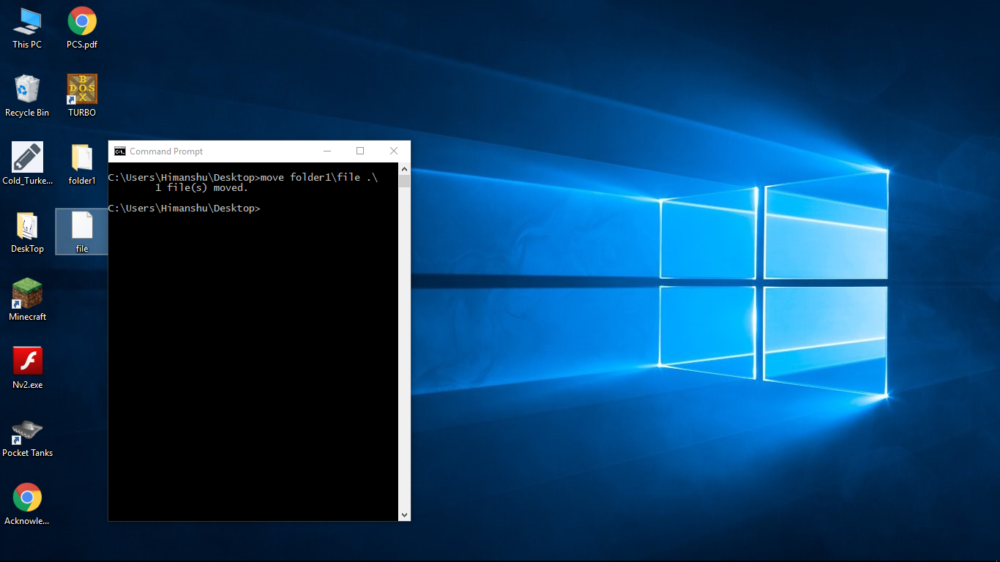 This PC
PCS.pdf
Recycle Bin
B
DOS
X
TURBO
Cold_Turke...
folder1
DeskTop
file
Minecraft
Nv2.exe
Pocket Tanks
Acknowle...
C:\.
Command Prompt
C:\Users\Himanshu\Desktop>move folder1\file .\
1 file(s) moved.
C:\Users\Himanshu\Desktop>